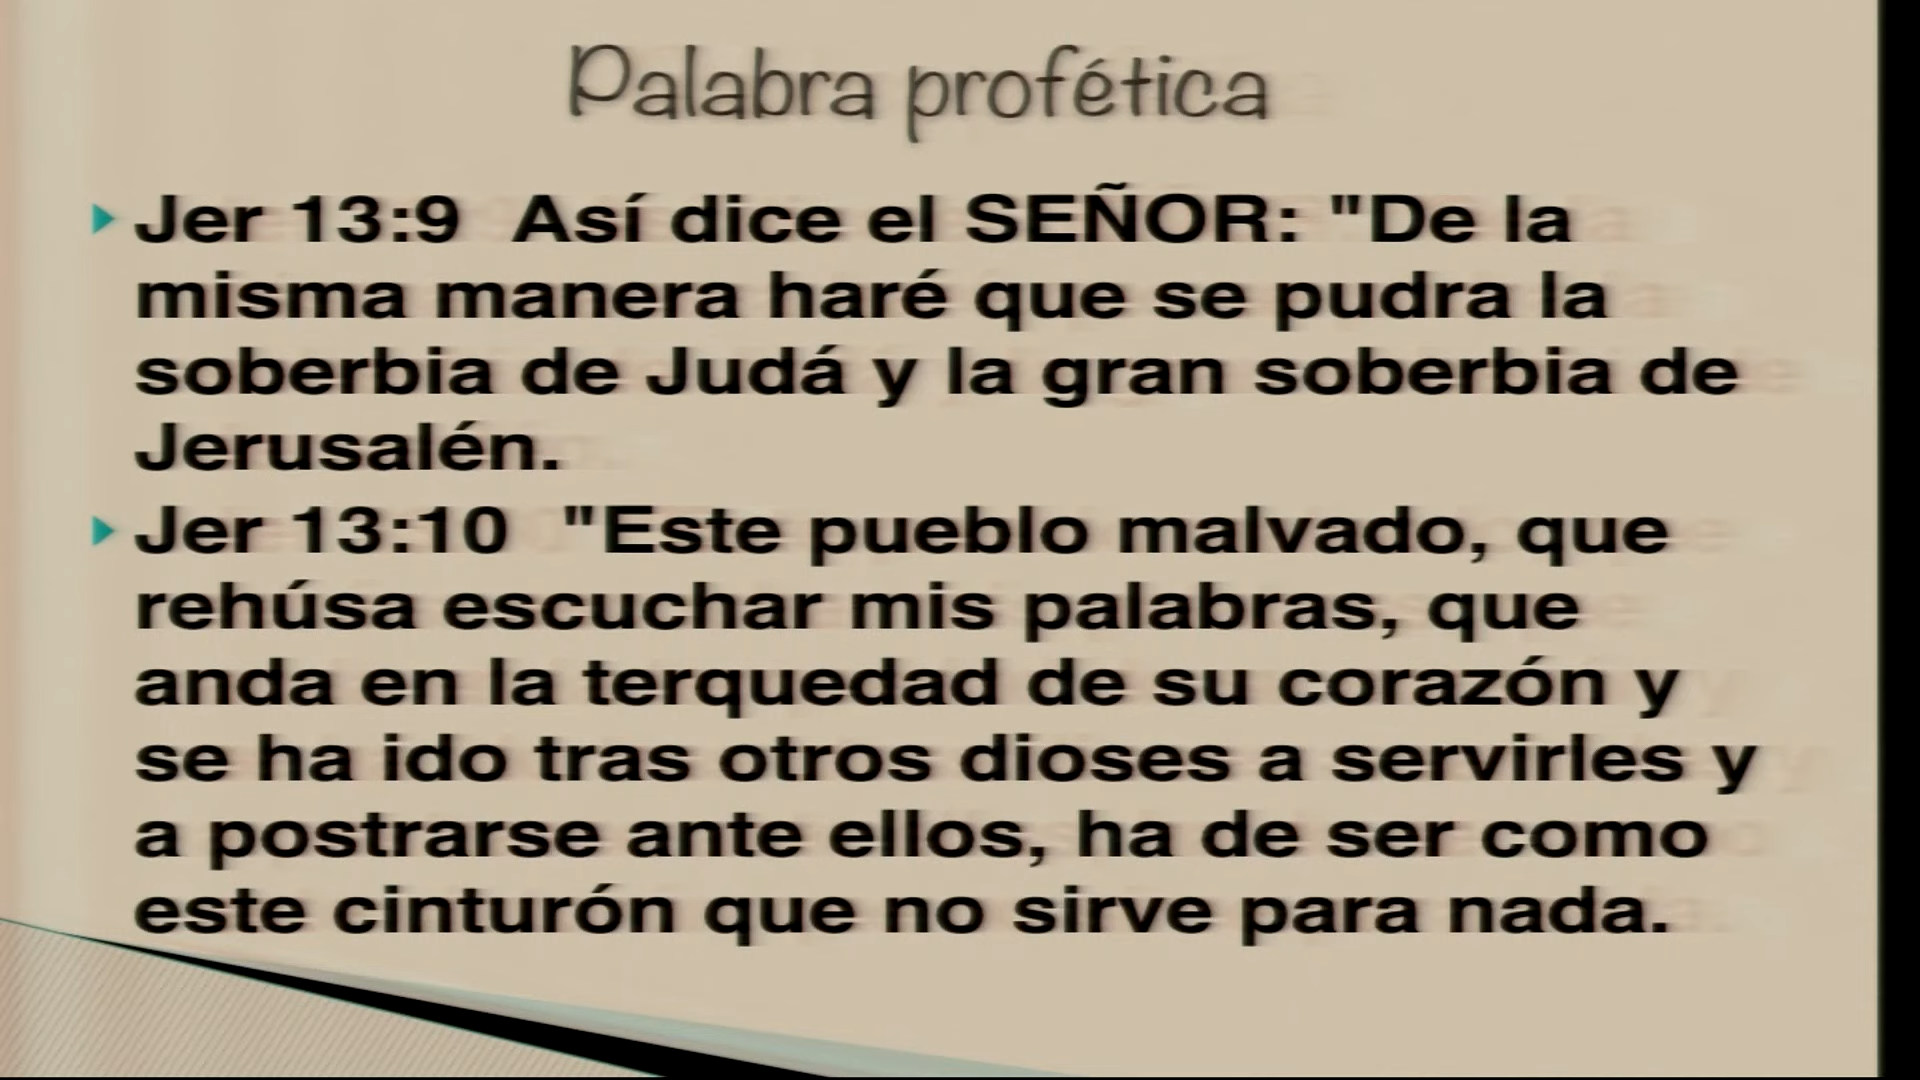 Palabra profética
Jer 13:9 Así dice el SEÑOR: "De la
misma manera haré que se pudra la
soberbia de Judá y la gran soberbia de
Jerusalén.
Jer 13:10 "Este pueblo malvado, que
rehúsa escuchar mis palabras, que
anda en la terquedad de su corazón y
se ha ido tras otros dioses a servirles y
a postrarse ante ellos, ha de ser como
este cinturón que no sirve para nada.